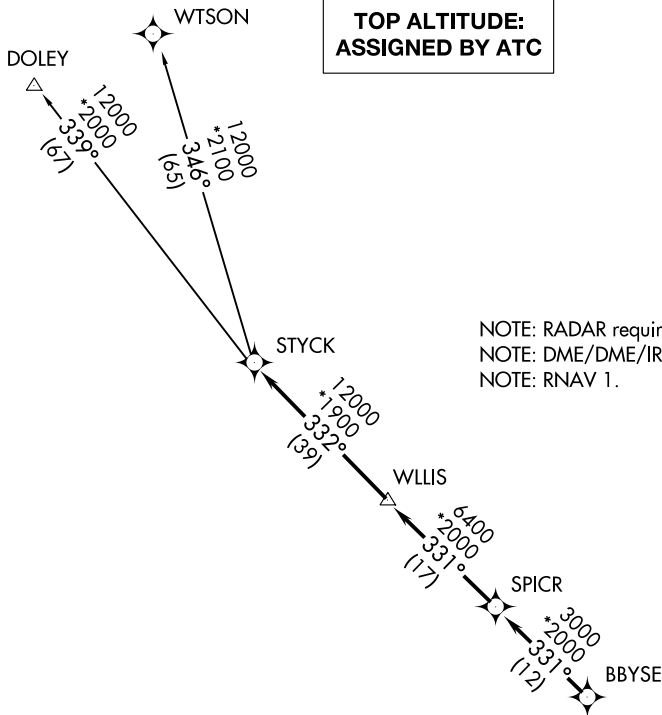 WTSON
TOP ALTITUDE:
ASSIGNED BY ATC
DOLEY
12000
*2000
339°
(67)
12000
*2100
346°
(65)
NOTE: RADAR requir
NOTE: DME/DME/IR
NOTE: RNAV 1.
STYCK
12000
*1900
332°
(39)
WLLIS
6400
*2000
331°
(17)
SPICR
3000
*2000
331°
(12)
BBYSE